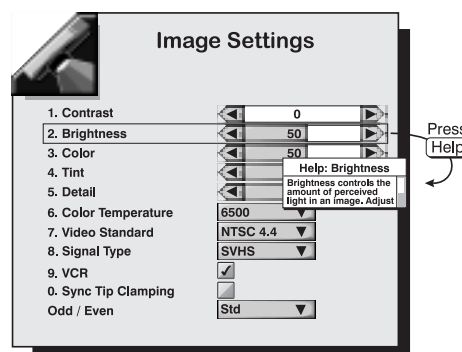 Image Settings
1. Contrast 0
2. Brightness 50
Press
Help
3. Color 50
Help: Brightness
4. Tint
Brightness controls the
amount of perceived
light in an image. Adjust
5. Detail
6. Color Temperature 6500
7. Video Standard NTSC 4.4
8. Signal Type SVHS
9. VCR
0. Sync Tip Clamping
Odd / Even Std